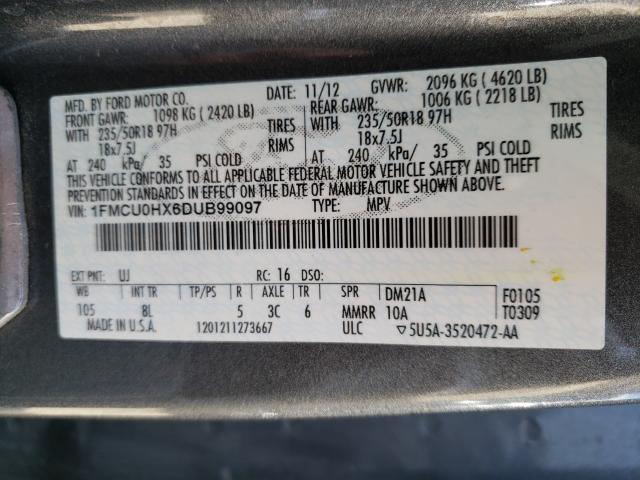 MFD. BY FORD MOTOR CO. DATE: 11/12 GVWR: 2096 KG ( 4620 LB)
FRONT GAWR: 1098 KG ( 2420 LB) REAR GAWR: 1006 KG ( 2218 LB)
WITH 235/50R18 97H TIRES WITH 235/50R18 97H TIRES
18x7.5J RIMS 18x7.5J RIMS
AT 240 kPa/ 35 PSI COLD AT 240 kPa/ 35 PSI COLD
THIS VEHICLE CONFORMS TO ALL APPLICABLE FEDERAL MOTOR VEHICLE SAFETY AND THEFT
PREVENTION STANDARDS IN EFFECT ON THE DATE OF MANUFACTURE SHOWN ABOVE.
VIN: 1FMCU0HX6DUB99097 TYPE: MPV
EXT PNT: UJ RC: 16 DSO:
WB INT TR TP/PS R AXLE TR SPR DM21A F0105
105 8L 5 3C 6 MMRR 10A T0309
MADE IN U.S.A. 1201211273667 ULC ▽5U5A-3520472-AA